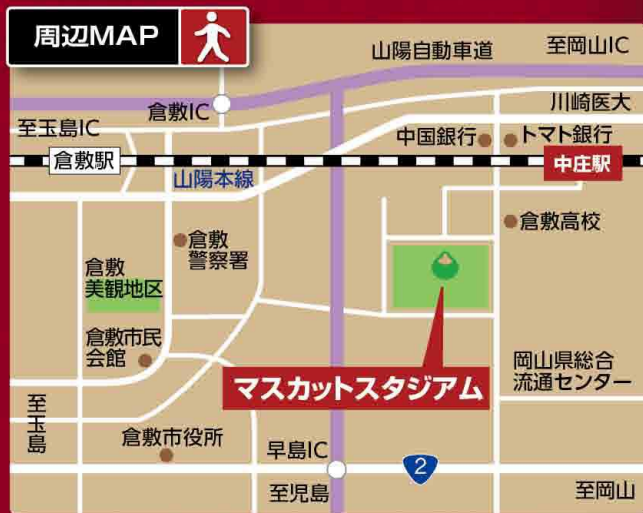 周辺MAP
山陽自動車道
至岡山IC
倉敷IC
川崎医大
至玉島IC
中国銀行
トマト銀行
倉敷駅
中庄駅
山陽本線
倉敷高校
倉敷
警察署
倉敷
美観地区
倉敷市民
会館
マスカットスタジアム
岡山県総合
流通センター
至玉島
倉敷市役所
早島IC
2
至児島
至岡山